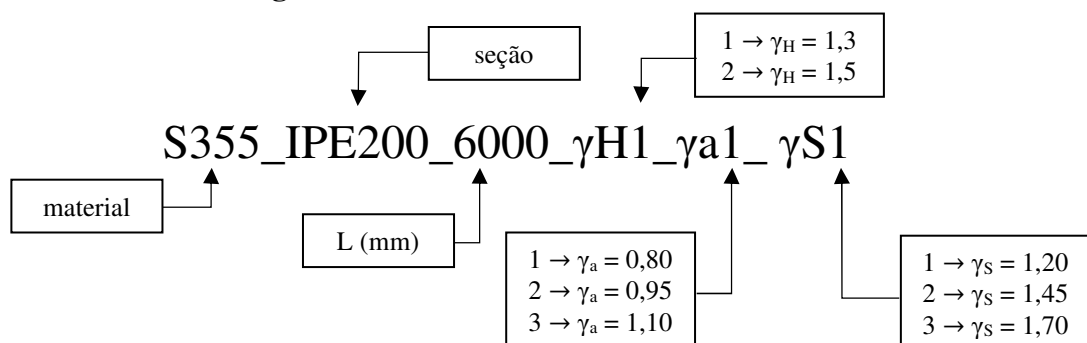 seção
1 → γH = 1,3
2 → γH = 1,5
S355_IPE200_6000_γH1_γa1_ γS1
material
L (mm)
1 → γa = 0,80
2 → γa = 0,95
3 → γa = 1,10
1 → γS = 1,20
2 → γS = 1,45
3 → γS = 1,70